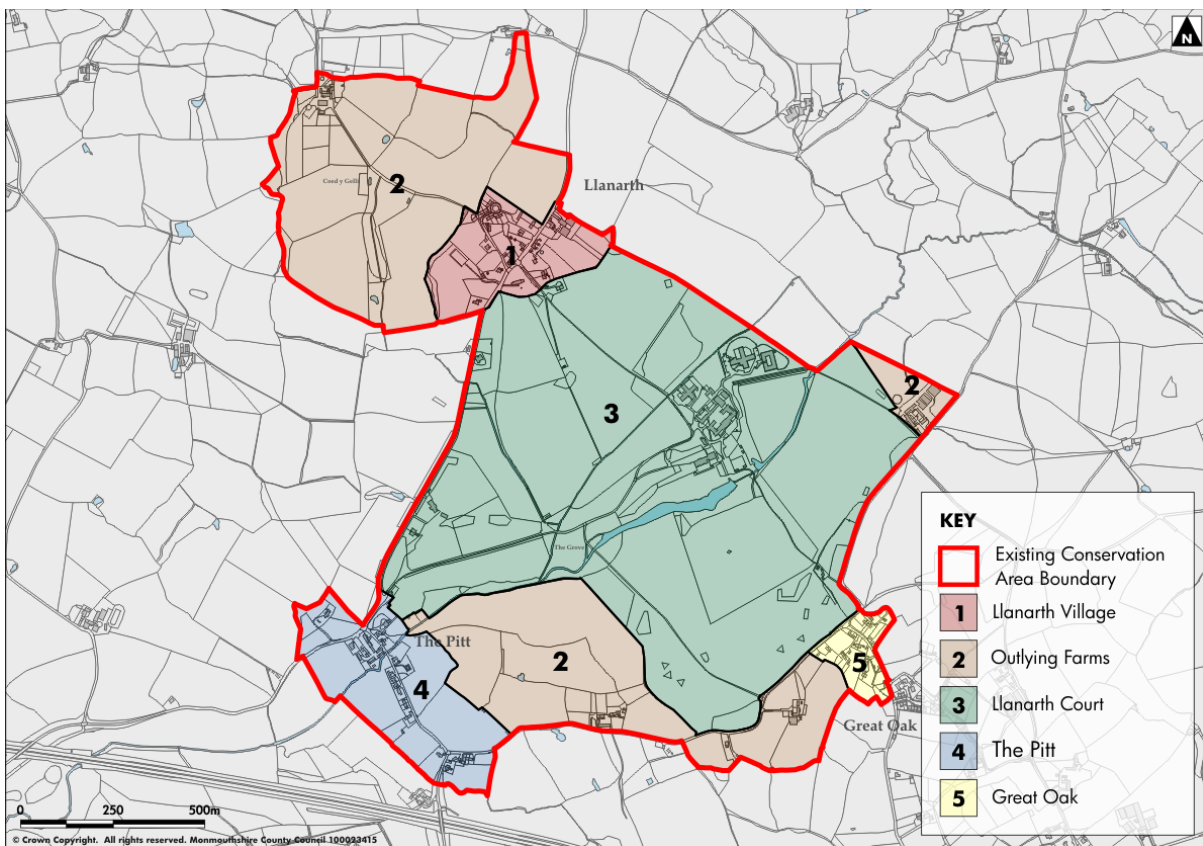 N
Llanarth
Coed y Gelli
2
1
2
3
The Grove
The Pitt
2
4
5
Great Oak
KEY
Existing Conservation
Area Boundary
1 Llanarth Village
2 Outlying Farms
3 Llanarth Court
4 The Pitt
5 Great Oak
0 250 500m
© Crown Copyright. All rights reserved. Monmouthshire County Council 100023415